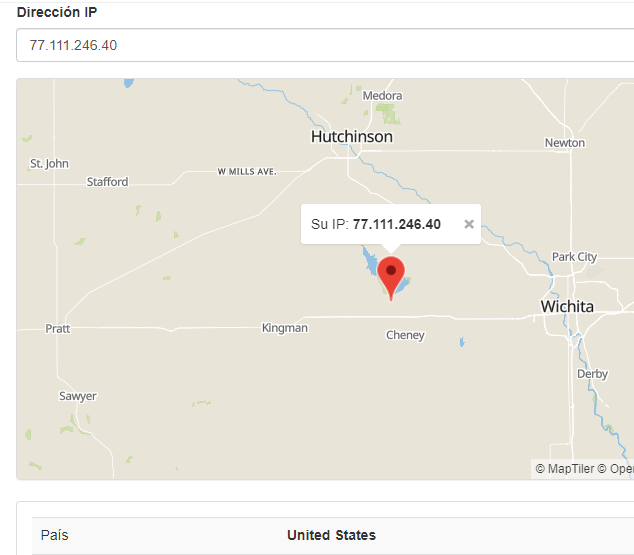 Dirección IP
77.111.246.40
Medora
Hutchinson
Newton
St. John
W MILLS AVE.
Stafford
Su IP: 77.111.246.40 ×
Park City
Wichita
Pratt
Kingman
Cheney
Derby
Sawyer
© MapTiler © Oper
País United States